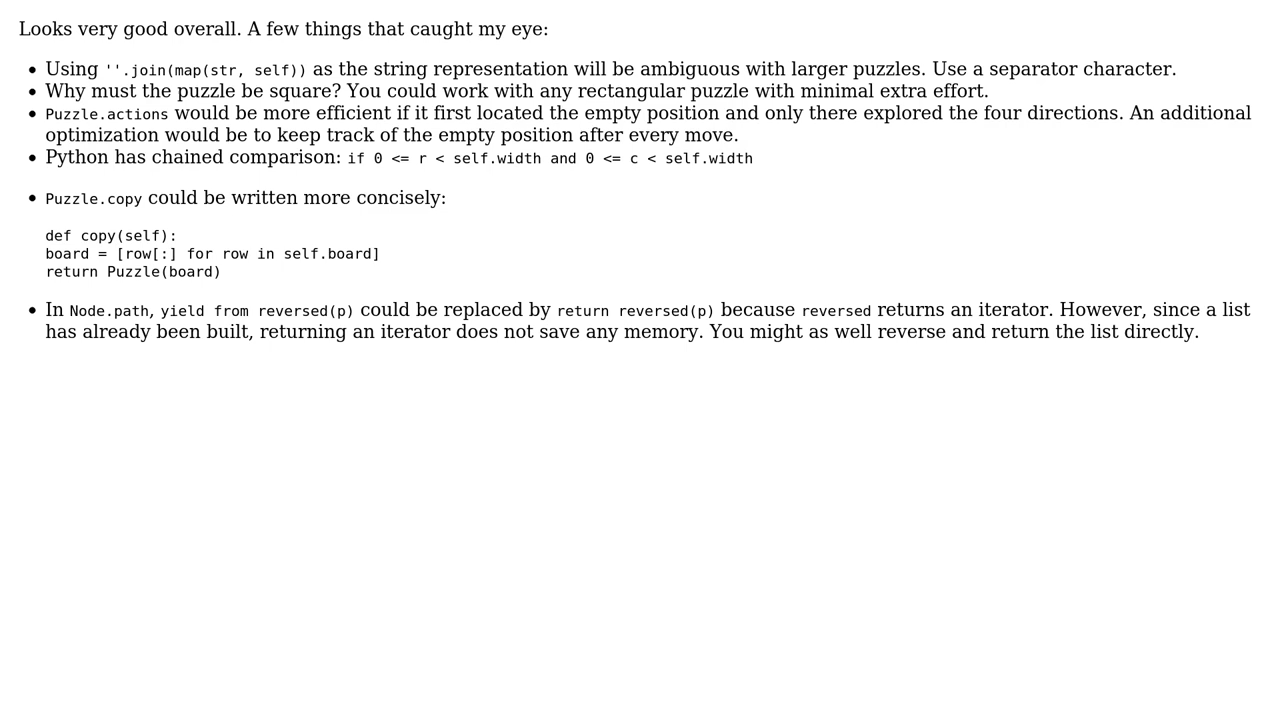 Looks very good overall. A few things that caught my eye:
• Using ''.join(map(str, self)) as the string representation will be ambiguous with larger puzzles. Use a separator character.
• Why must the puzzle be square? You could work with any rectangular puzzle with minimal extra effort.
• Puzzle.actions would be more efficient if it first located the empty position and only there explored the four directions. An additional
optimization would be to keep track of the empty position after every move.
• Python has chained comparison: if 0 <= r < self.width and 0 <= c < self.width
• Puzzle.copy could be written more concisely:
def copy(self):
board = [row[:] for row in self.board]
return Puzzle(board)
• In Node.path, yield from reversed(p) could be replaced by return reversed(p) because reversed returns an iterator. However, since a list
has already been built, returning an iterator does not save any memory. You might as well reverse and return the list directly.